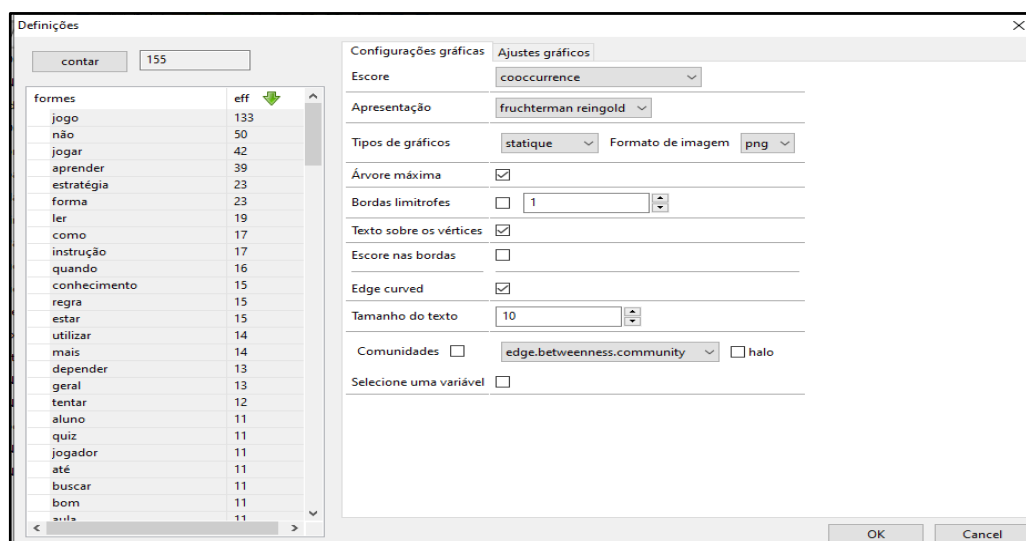 Definições
contar 155
formes eff
jogo 133
não 50
jogar 42
aprender 39
estratégia 23
forma 23
ler 19
como 17
instrução 17
quando 16
conhecimento 15
regra 15
estar 15
utilizar 14
mais 14
depender 13
geral 13
tentar 12
aluno 11
quiz 11
jogador 11
até 11
buscar 11
bom 11
aula 11
Configurações gráficas Ajustes gráficos
Escore cooccurrence
Apresentação fruchterman reingold
Tipos de gráficos statique Formato de imagem png
Árvore máxima
Bordas limitrofes 1
Texto sobre os vértices
Escore nas bordas
Edge curved
Tamanho do texto 10
Comunidades edge.betweenness.community halo
Selecione uma variável
OK Cancel